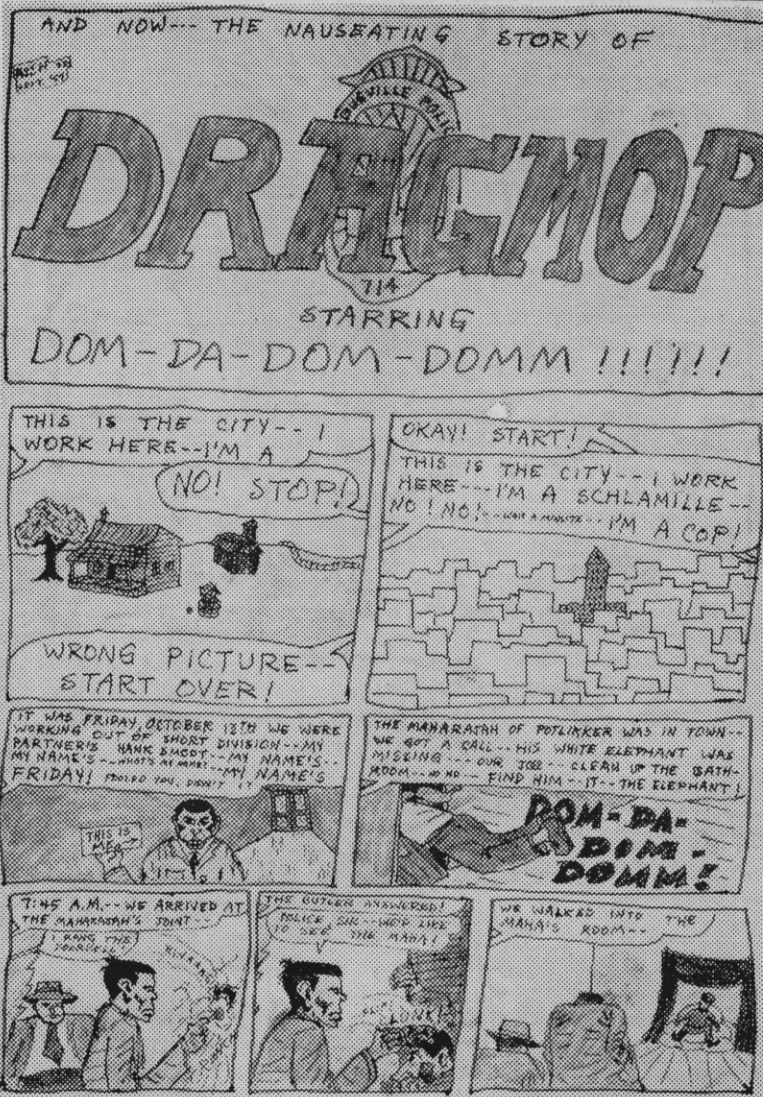 AND NOW--- THE NAUSEATING STORY OF
DRAGMOP
714
STARRING
DOM-DA-DOM-DOMM !!!!!!!
THIS IS THE CITY-- I
WORK HERE--I'M A
NO! STOP!
WRONG PICTURE--
START OVER!
OKAY! START!
THIS IS THE CITY-- I WORK
HERE--- I'M A SCHLAMILLE--
NO! NO!--WAIT A MINUTE-- I'M A COP!
IT WAS FRIDAY, OCTOBER 13TH WE WERE
WORKING OUT OF SHORT DIVISION--MY
PARTNER'S HANK SMOOT--MY NAME'S--
MY NAME'S--WHAT'S MY NAME?--MY NAME'S
FRIDAY! FOOLED YOU, DIDN'T I?
THIS IS
ME
THE MAHARAJAH OF POTLIKKER WAS IN TOWN--
WE GOT A CALL--HIS WHITE ELEPHANT WAS
MISSING--OUR JOB--CLEAN UP THE BATH-
ROOM--NO NO--FIND HIM--IT--THE ELEPHANT!
DOM-DA-
DOM-
DOMM!
7:45 A.M.--WE ARRIVED AT
THE MAHARAJAH'S JOINT--
I RANG THE
DOORBELL
THE BUTLER ANSWERED!
POLICE SIR--WE'D LIKE
TO SEE THE MAHA!
CLUNK!
WE WALKED INTO THE
MAHA'S ROOM--